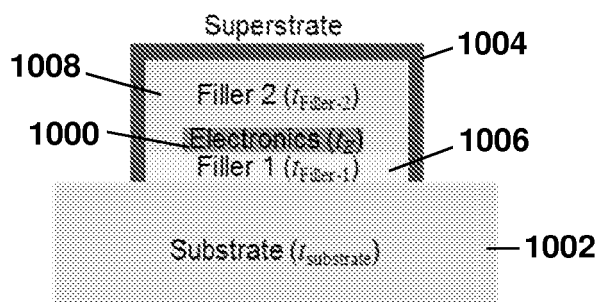 Superstrate
1004
1008
Filler 2 (tFiller-2)
1000
Electronics (tE)
1006
Filler 1 (tFiller-1)
Substrate (tsubstrate)
1002